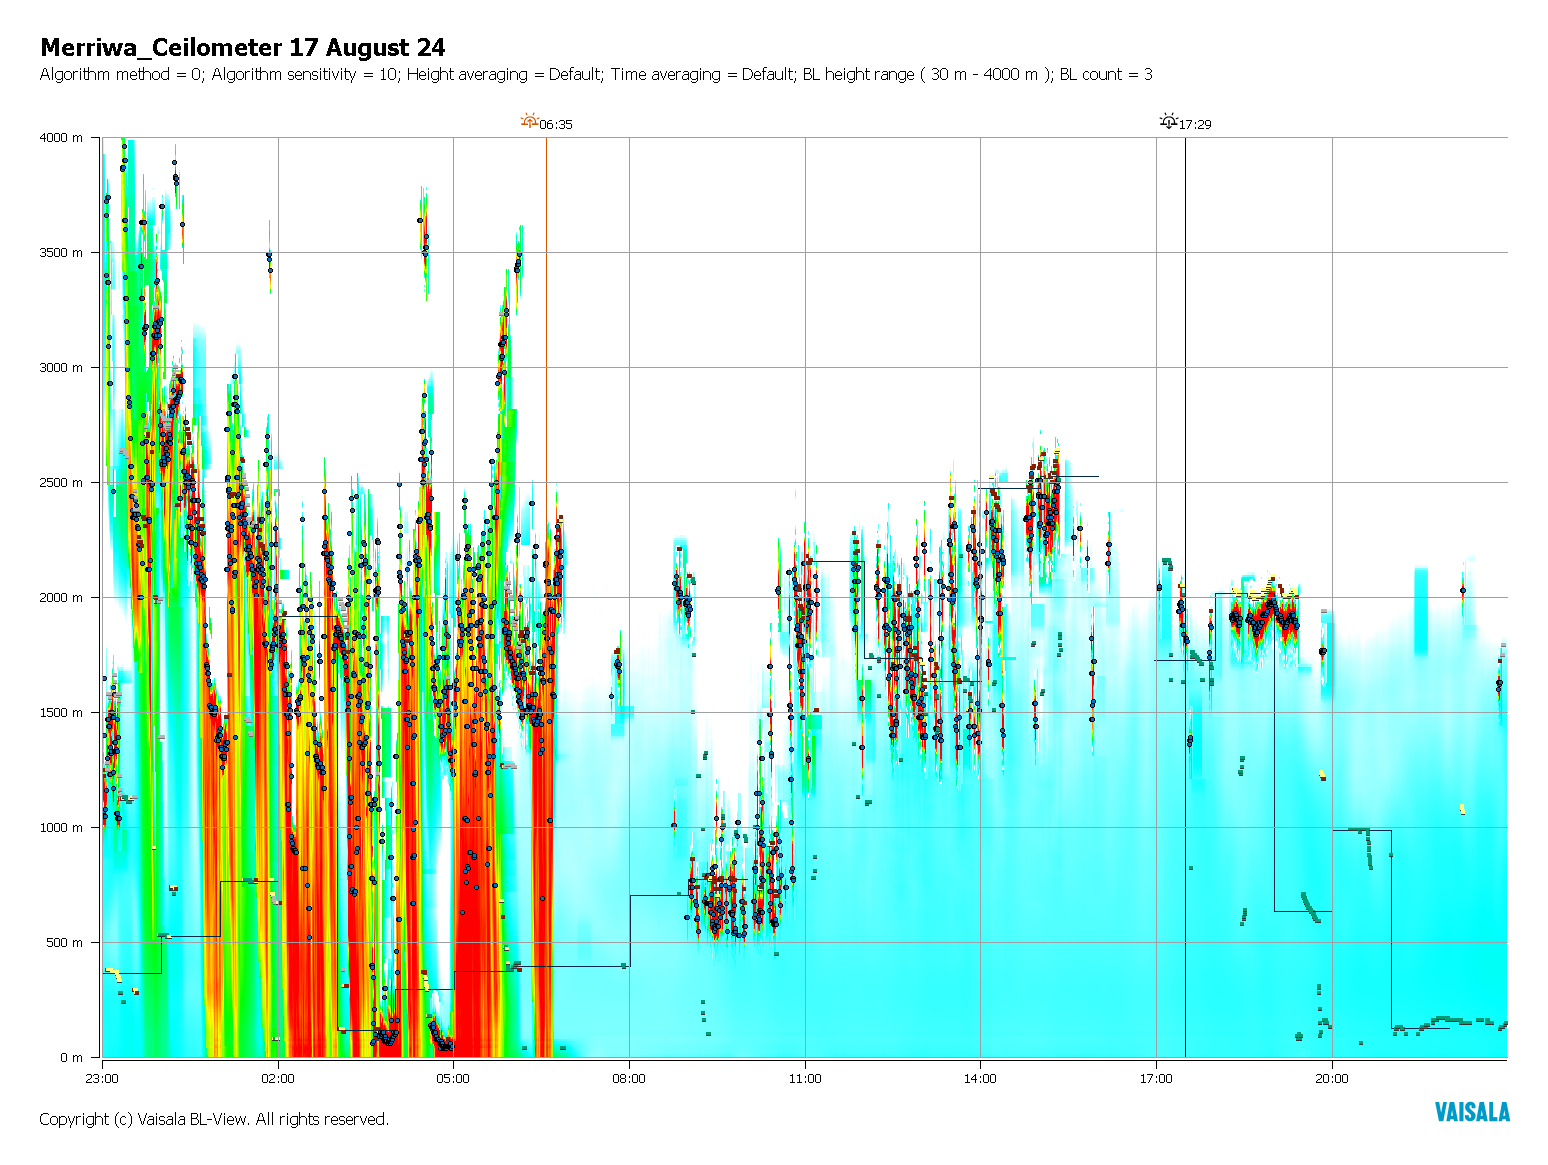 Merriwa_Ceilometer 17 August 24
Algorithm method = 0; Algorithm sensitivity = 10; Height averaging = Default; Time averaging = Default; BL height range ( 30 m - 4000 m ); BL count = 3
06:35
17:29
4000 m
3500 m
3000 m
2500 m
2000 m
1500 m
1000 m
500 m
0 m
23:00
02:00
05:00
08:00
11:00
14:00
17:00
20:00
Copyright (c) Vaisala BL-View. All rights reserved.
VAISALA